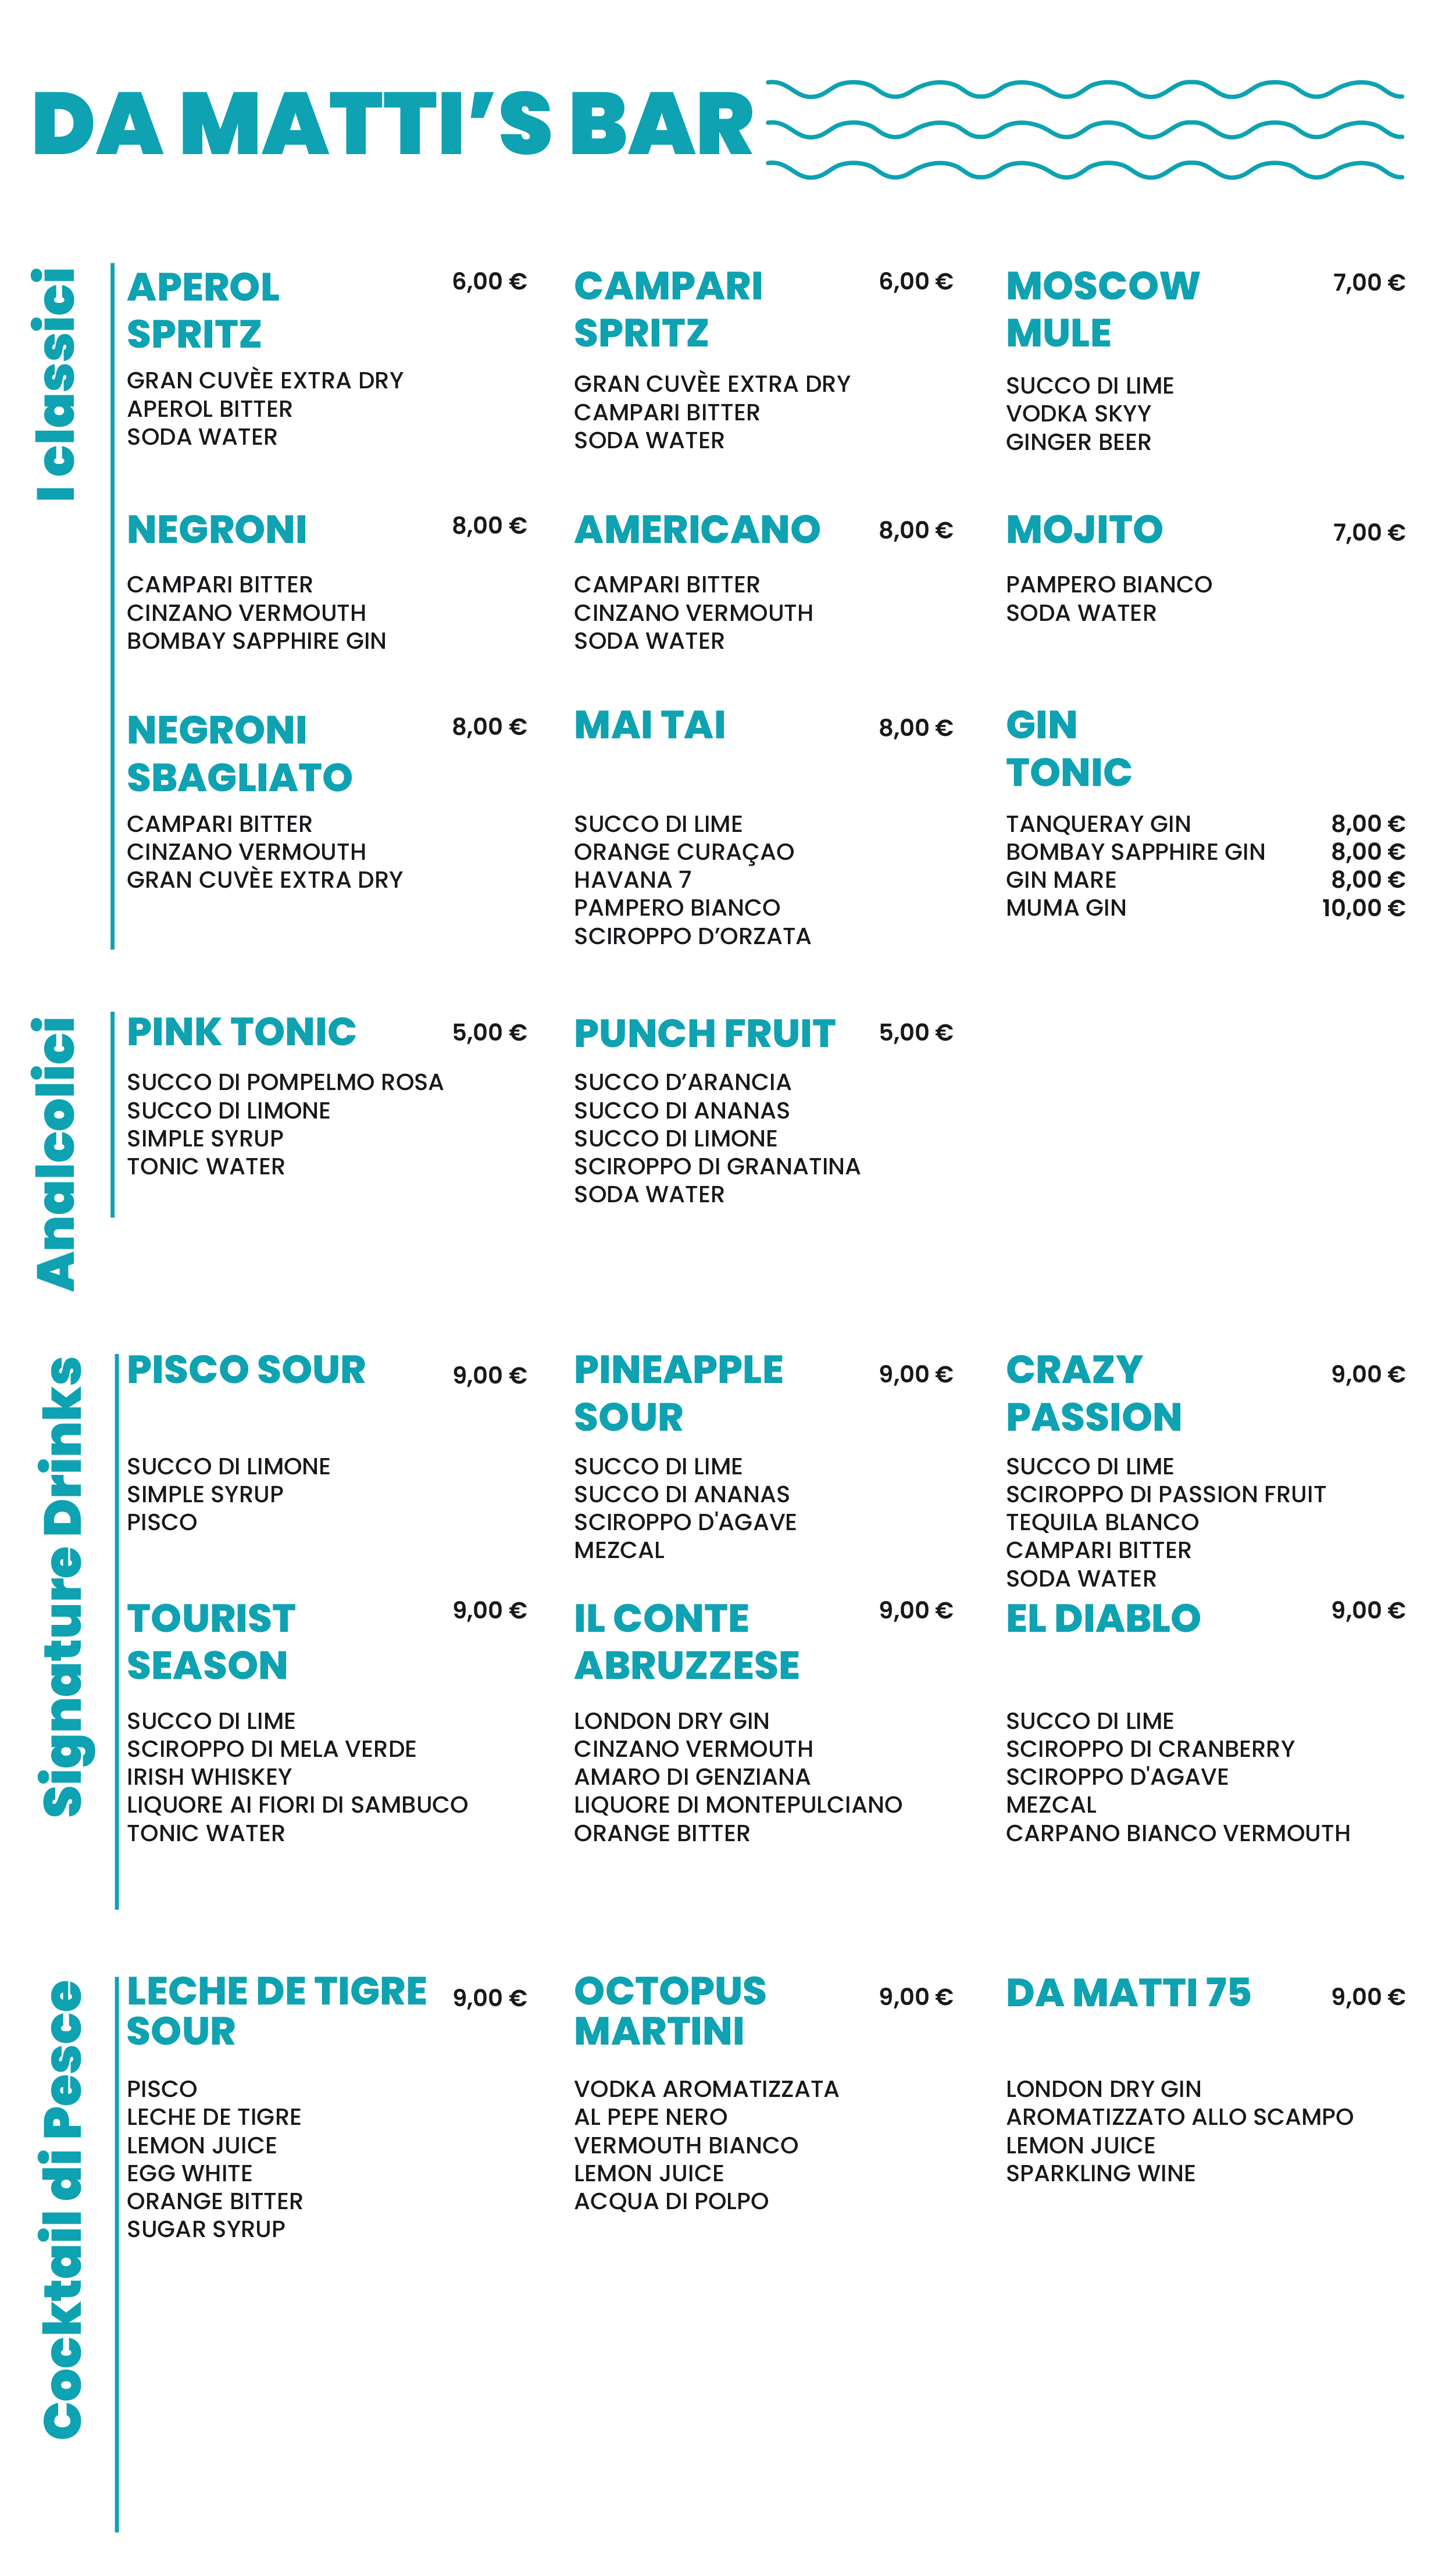 DA MATTI’S BAR
I classici
APEROL
SPRITZ
6,00 €
GRAN CUVÈE EXTRA DRY
APEROL BITTER
SODA WATER
CAMPARI
SPRITZ
6,00 €
GRAN CUVÈE EXTRA DRY
CAMPARI BITTER
SODA WATER
MOSCOW
MULE
7,00 €
SUCCO DI LIME
VODKA SKYY
GINGER BEER
NEGRONI
8,00 €
CAMPARI BITTER
CINZANO VERMOUTH
BOMBAY SAPPHIRE GIN
AMERICANO
8,00 €
CAMPARI BITTER
CINZANO VERMOUTH
SODA WATER
MOJITO
7,00 €
PAMPERO BIANCO
SODA WATER
NEGRONI
SBAGLIATO
8,00 €
CAMPARI BITTER
CINZANO VERMOUTH
GRAN CUVÈE EXTRA DRY
MAI TAI
8,00 €
SUCCO DI LIME
ORANGE CURAÇAO
HAVANA 7
PAMPERO BIANCO
SCIROPPO D’ORZATA
GIN
TONIC
TANQUERAY GIN 8,00 €
BOMBAY SAPPHIRE GIN 8,00 €
GIN MARE 8,00 €
MUMA GIN 10,00 €
Analcolici
PINK TONIC
5,00 €
SUCCO DI POMPELMO ROSA
SUCCO DI LIMONE
SIMPLE SYRUP
TONIC WATER
PUNCH FRUIT
5,00 €
SUCCO D’ARANCIA
SUCCO DI ANANAS
SUCCO DI LIMONE
SCIROPPO DI GRANATINA
SODA WATER
Signature Drinks
PISCO SOUR
9,00 €
SUCCO DI LIMONE
SIMPLE SYRUP
PISCO
PINEAPPLE
SOUR
9,00 €
SUCCO DI LIME
SUCCO DI ANANAS
SCIROPPO D'AGAVE
MEZCAL
CRAZY
PASSION
9,00 €
SUCCO DI LIME
SCIROPPO DI PASSION FRUIT
TEQUILA BLANCO
CAMPARI BITTER
SODA WATER
TOURIST
SEASON
9,00 €
SUCCO DI LIME
SCIROPPO DI MELA VERDE
IRISH WHISKEY
LIQUORE AI FIORI DI SAMBUCO
TONIC WATER
IL CONTE
ABRUZZESE
9,00 €
LONDON DRY GIN
CINZANO VERMOUTH
AMARO DI GENZIANA
LIQUORE DI MONTEPULCIANO
ORANGE BITTER
EL DIABLO
9,00 €
SUCCO DI LIME
SCIROPPO DI CRANBERRY
SCIROPPO D'AGAVE
MEZCAL
CARPANO BIANCO VERMOUTH
Cocktail di Pesce
LECHE DE TIGRE
SOUR
9,00 €
PISCO
LECHE DE TIGRE
LEMON JUICE
EGG WHITE
ORANGE BITTER
SUGAR SYRUP
OCTOPUS
MARTINI
9,00 €
VODKA AROMATIZZATA
AL PEPE NERO
VERMOUTH BIANCO
LEMON JUICE
ACQUA DI POLPO
DA MATTI 75
9,00 €
LONDON DRY GIN
AROMATIZZATO ALLO SCAMPO
LEMON JUICE
SPARKLING WINE